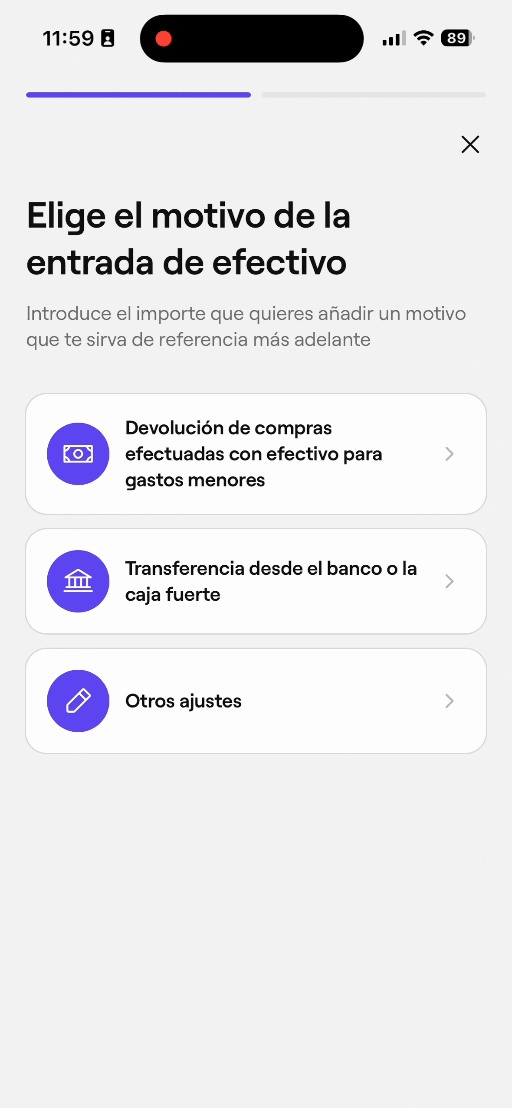 11:59
89
Elige el motivo de la
entrada de efectivo
Introduce el importe que quieres añadir un motivo
que te sirva de referencia más adelante
Devolución de compras
efectuadas con efectivo para
gastos menores
Transferencia desde el banco o la
caja fuerte
Otros ajustes